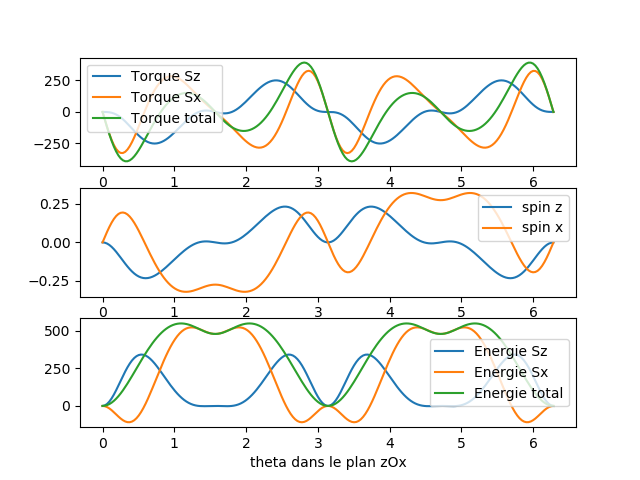 250
0
−250
Torque Sz
Torque Sx
Torque total
0 1 2 3 4 5 6
0.25
0.00
−0.25
spin z
spin x
0 1 2 3 4 5 6
500
250
0
Energie Sz
Energie Sx
Energie total
0 1 2 3 4 5 6
theta dans le plan zOx